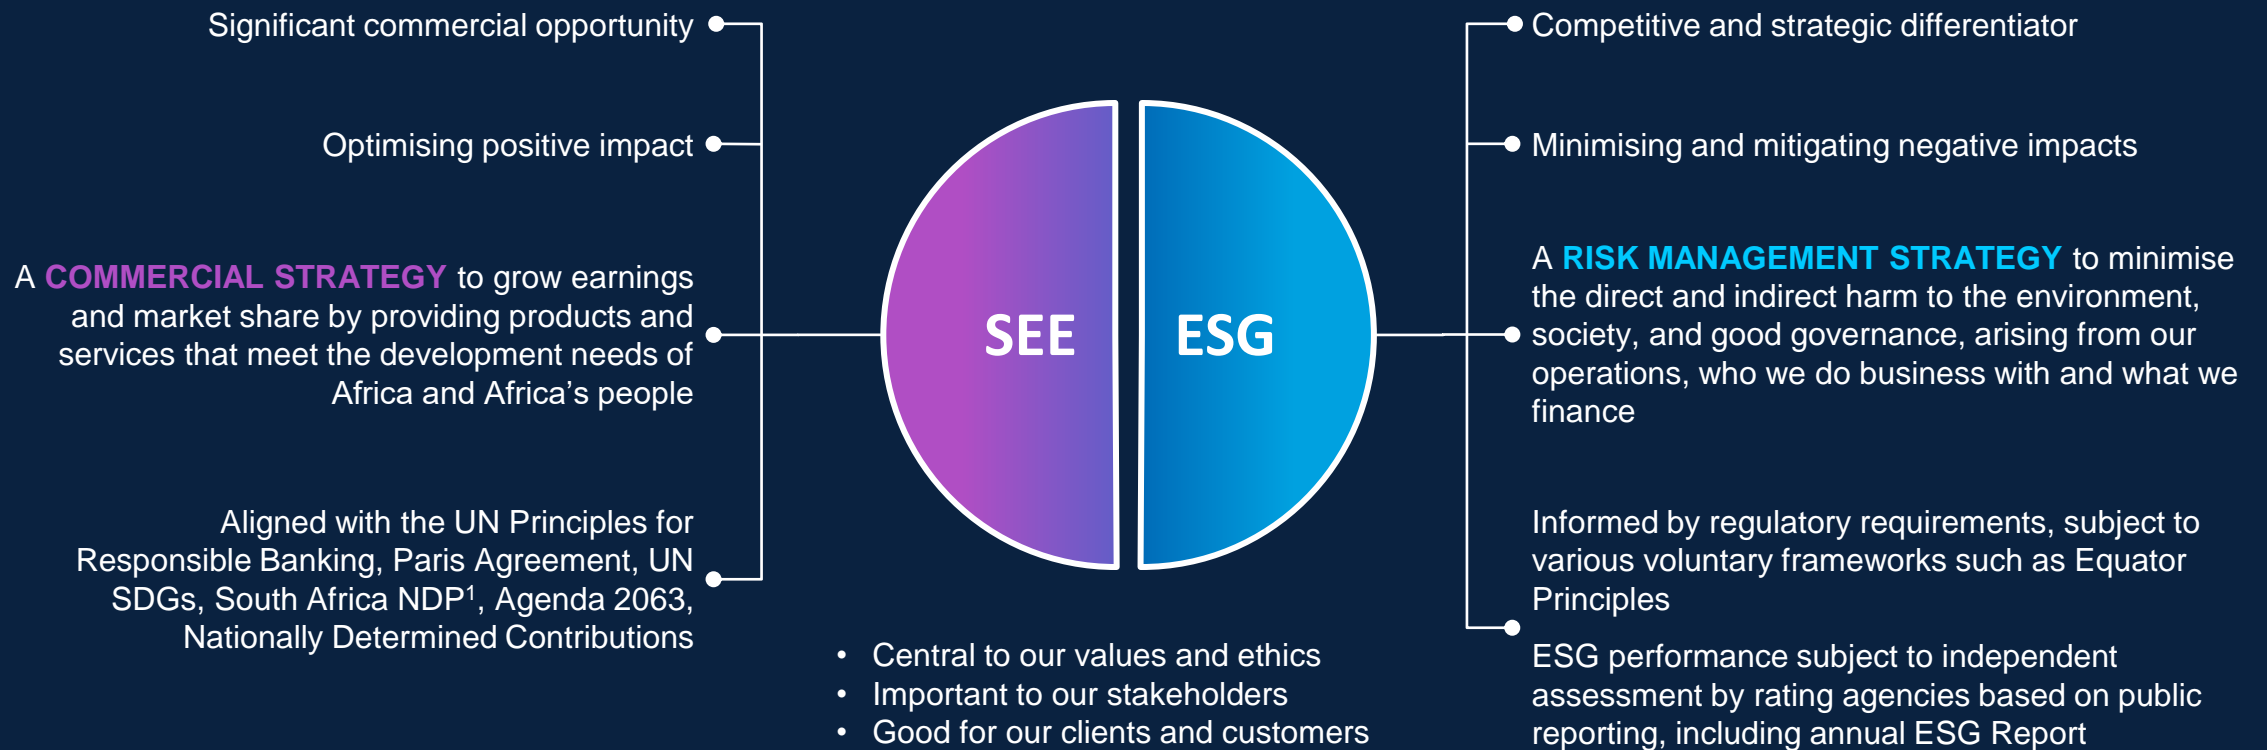 Significant commercial opportunity
Optimising positive impact
A COMMERCIAL STRATEGY to grow earnings
and market share by providing products and
services that meet the development needs of
Africa and Africa’s people
Aligned with the UN Principles for
Responsible Banking, Paris Agreement, UN
SDGs, South Africa NDP¹, Agenda 2063,
Nationally Determined Contributions
SEE
ESG
• Central to our values and ethics
• Important to our stakeholders
• Good for our clients and customers
Competitive and strategic differentiator
Minimising and mitigating negative impacts
A RISK MANAGEMENT STRATEGY to minimise
the direct and indirect harm to the environment,
society, and good governance, arising from our
operations, who we do business with and what we
finance
Informed by regulatory requirements, subject to
various voluntary frameworks such as Equator
Principles
ESG performance subject to independent
assessment by rating agencies based on public
reporting, including annual ESG Report